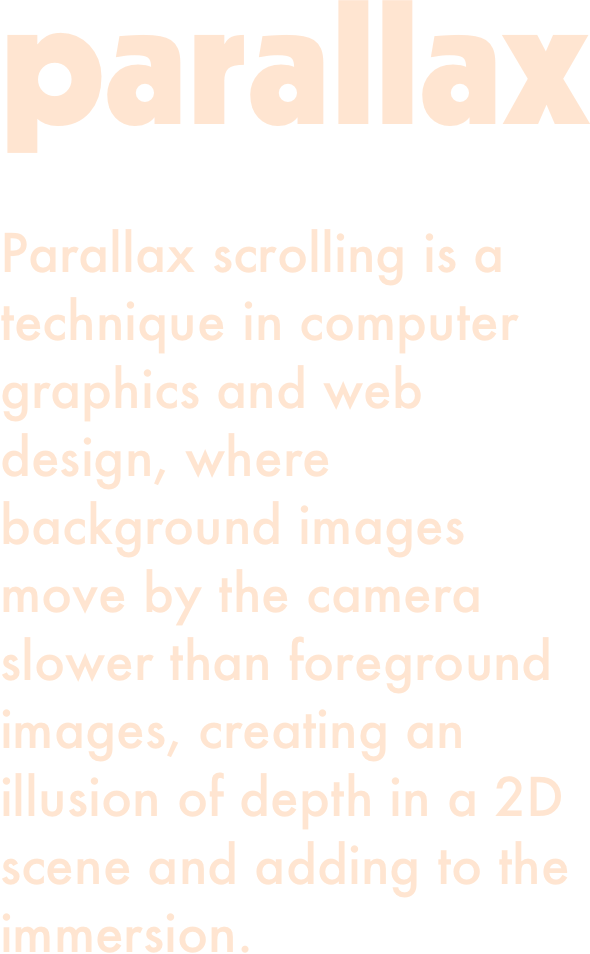 parallax
Parallax scrolling is a
technique in computer
graphics and web
design, where
background images
move by the camera
slower than foreground
images, creating an
illusion of depth in a 2D
scene and adding to the
immersion.